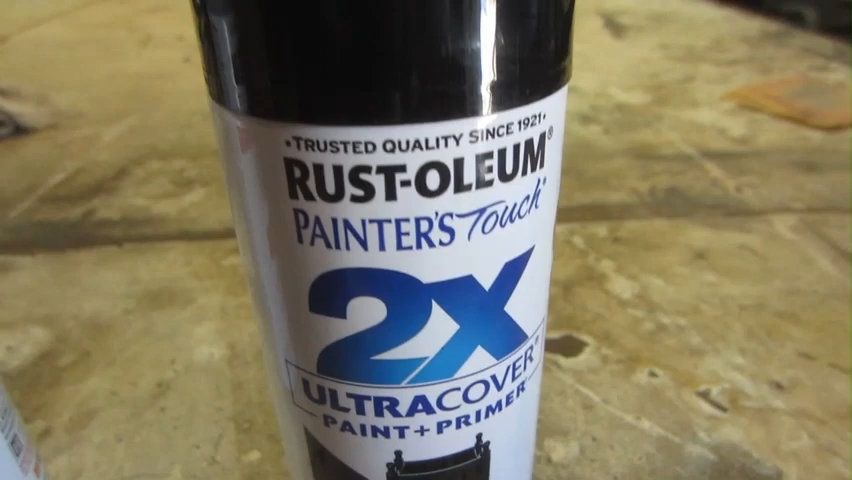 •TRUSTED QUALITY SINCE 1921•
RUST-OLEUM®
PAINTER'S Touch®
2X
ULTRACOVER®
PAINT+PRIMER